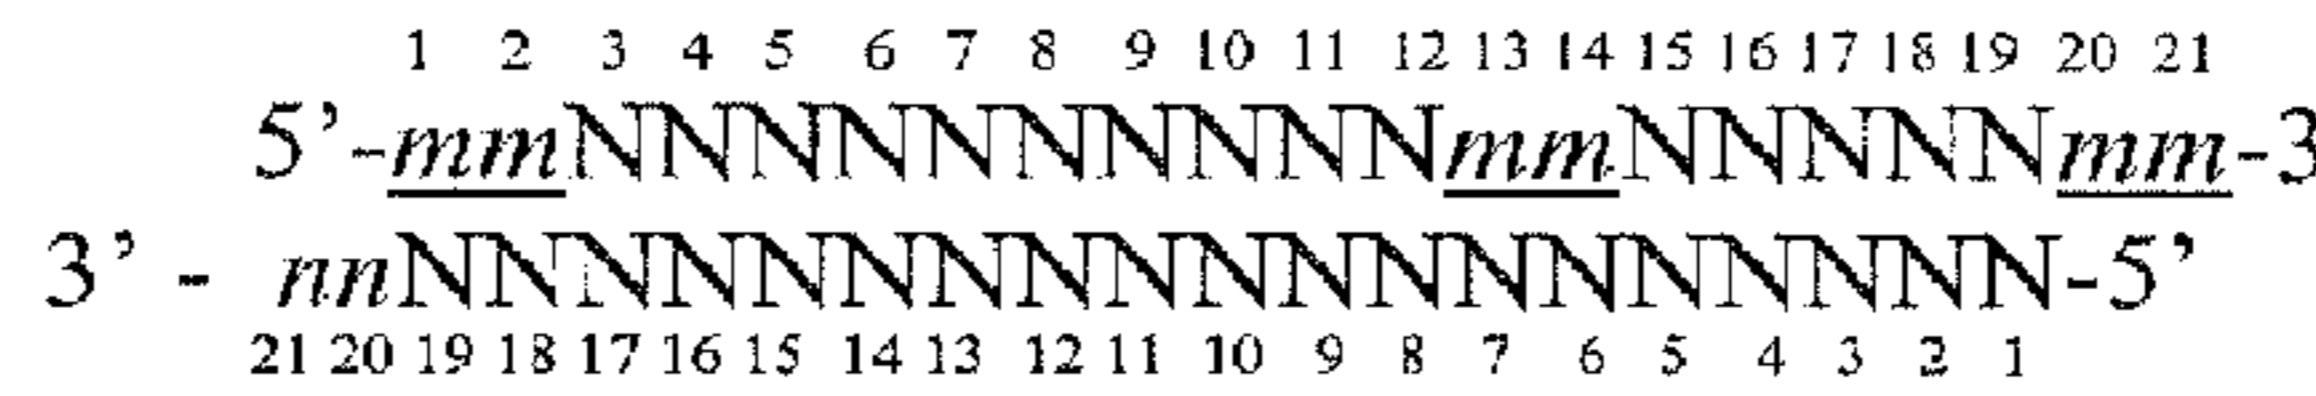 1 2 3 4 5 6 7 8 9 10 11 12 13 14 15 16 17 18 19 20 21
5’-mmNNNNNNNNNNmmNNNNNmm-3
3’ - nnNNNNNNNNNNNNNNNNNNN-5’
21 20 19 18 17 16 15 14 13 12 11 10 9 8 7 6 5 4 3 2 1